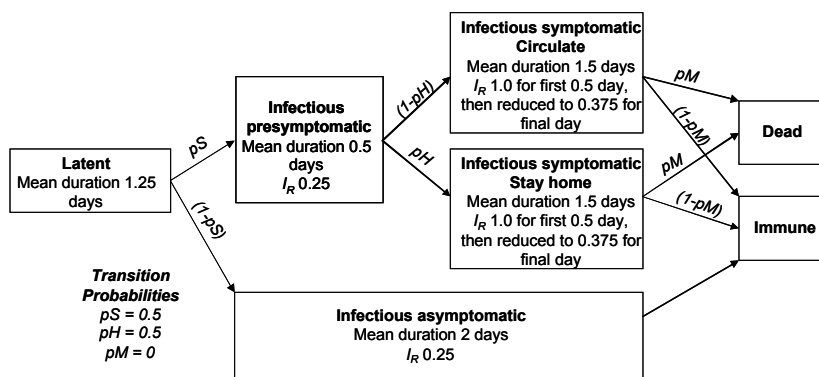 Latent
Mean duration 1.25
days
pS
(1-pS)
Infectious
presymptomatic
Mean duration 0.5
days
IR 0.25
(1-pH)
pH
Infectious symptomatic
Circulate
Mean duration 1.5 days
IR 1.0 for first 0.5 day,
then reduced to 0.375 for
final day
Infectious symptomatic
Stay home
Mean duration 1.5 days
IR 1.0 for first 0.5 day,
then reduced to 0.375 for
final day
pM
(1-pM)
pM
(1-pM)
Dead
Immune
Infectious asymptomatic
Mean duration 2 days
IR 0.25
Transition
Probabilities
pS = 0.5
pH = 0.5
pM = 0